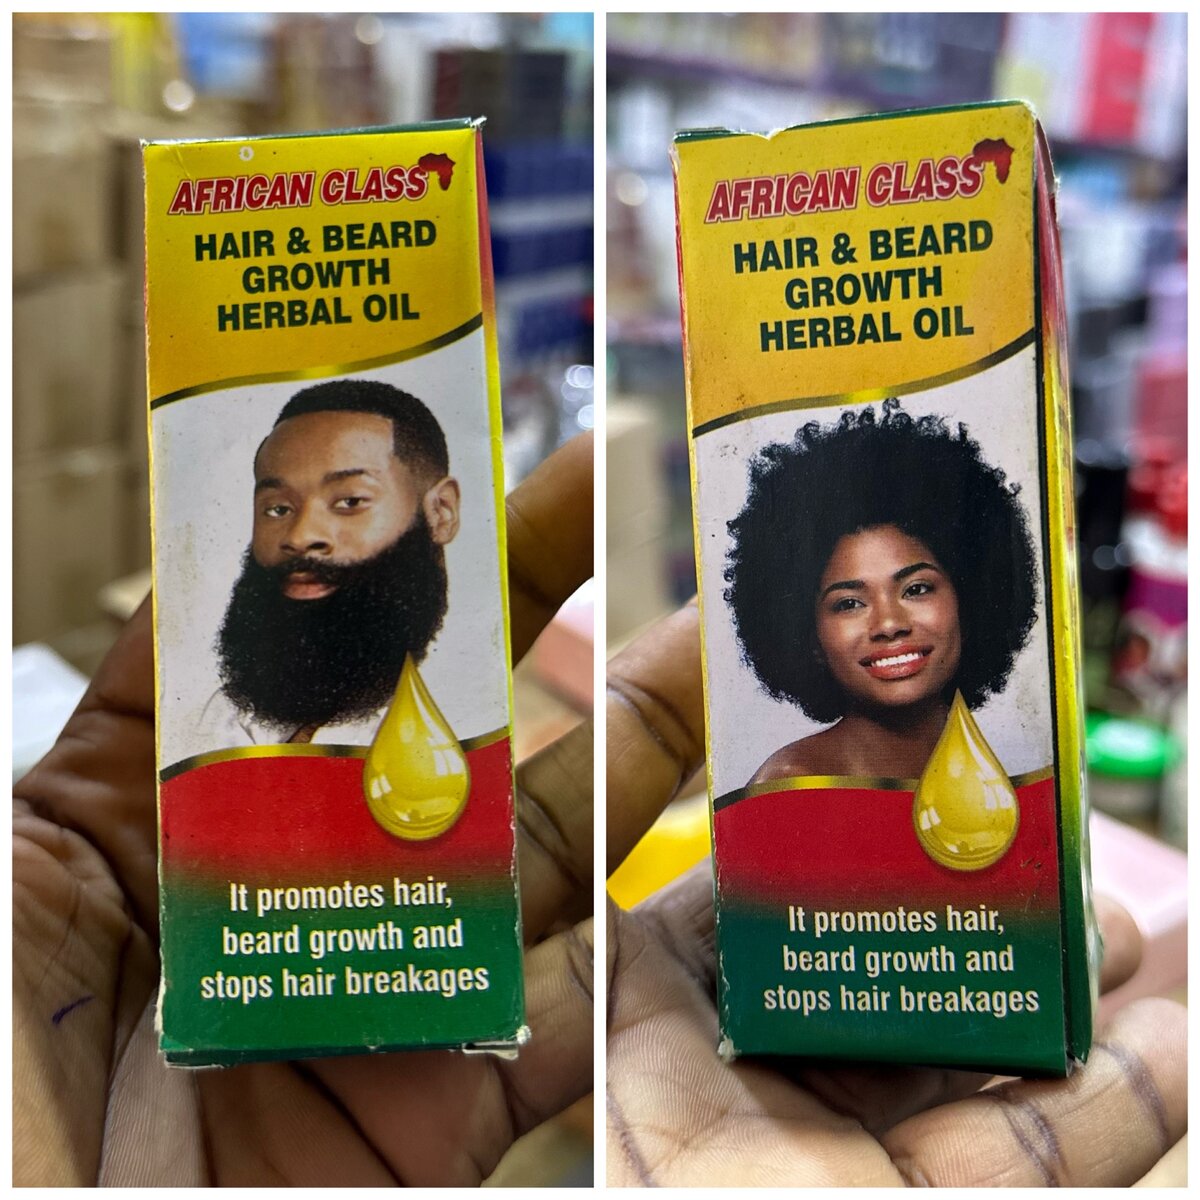 AFRICAN CLASS
HAIR & BEARD
GROWTH
HERBAL OIL
It promotes hair,
beard growth and
stops hair breakages
AFRICAN CLASS
HAIR & BEARD
GROWTH
HERBAL OIL
It promotes hair,
beard growth and
stops hair breakages